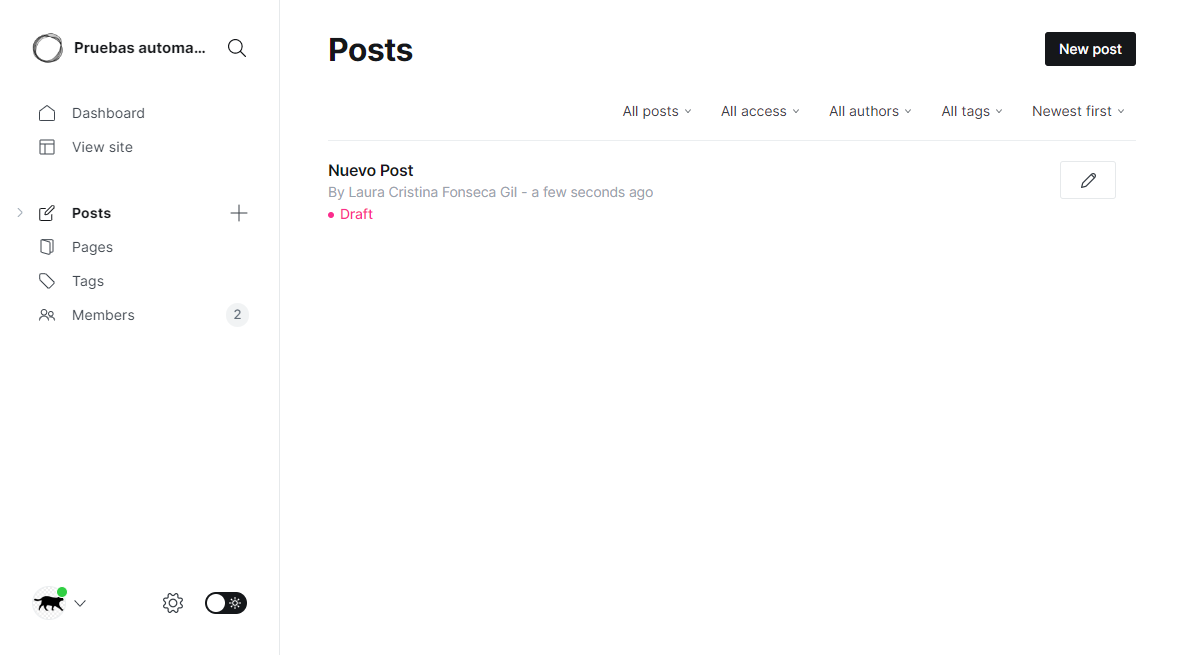 Pruebas automa...
Dashboard
View site
Posts
Pages
Tags
Members
2
Posts
New post
All posts
All access
All authors
All tags
Newest first
Nuevo Post
By Laura Cristina Fonseca Gil - a few seconds ago
Draft